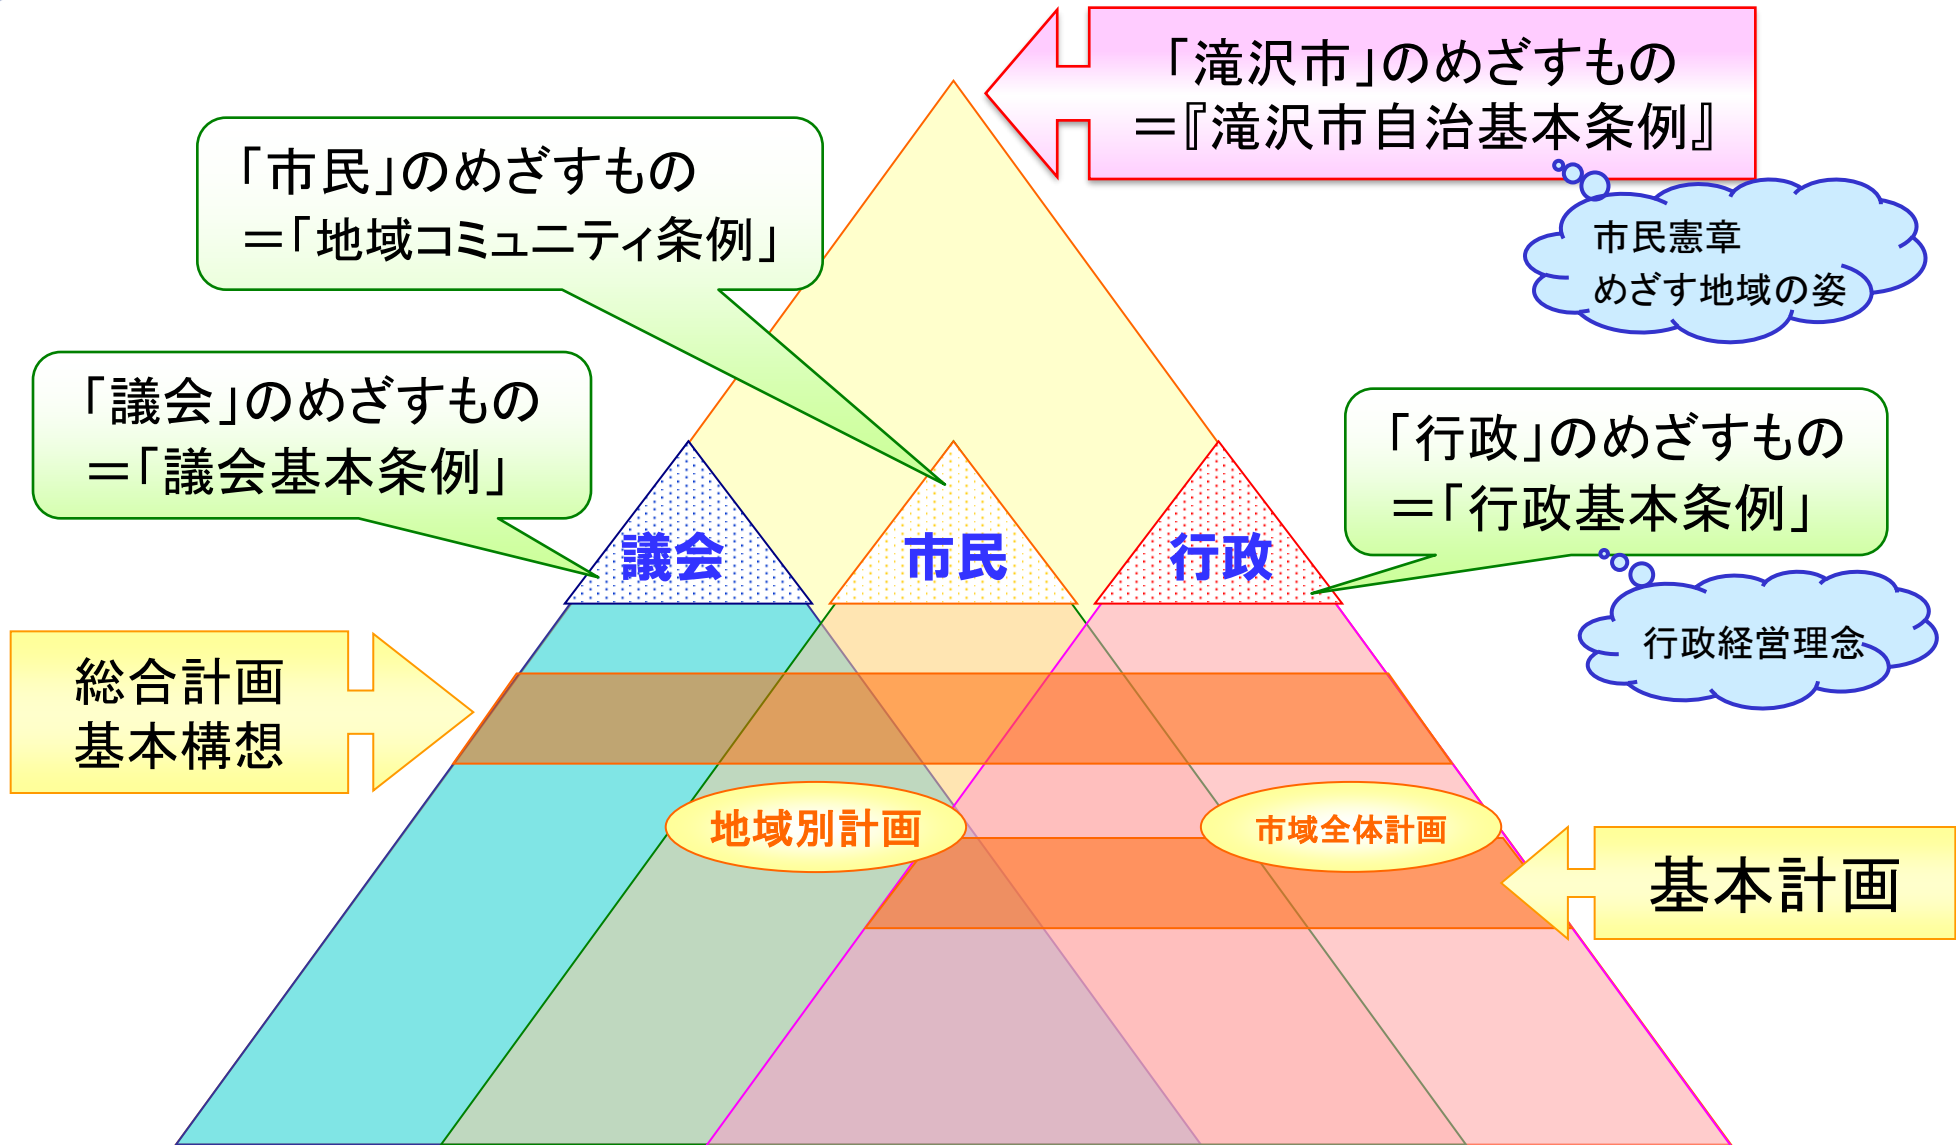 「滝沢市」のめざすもの
＝『滝沢市自治基本条例』
市民憲章
めざす地域の姿
「市民」のめざすもの
＝「地域コミュニティ条例」
「議会」のめざすもの
＝「議会基本条例」
「行政」のめざすもの
＝「行政基本条例」
行政経営理念
議会
市民
行政
総合計画
基本構想
地域別計画
市域全体計画
基本計画